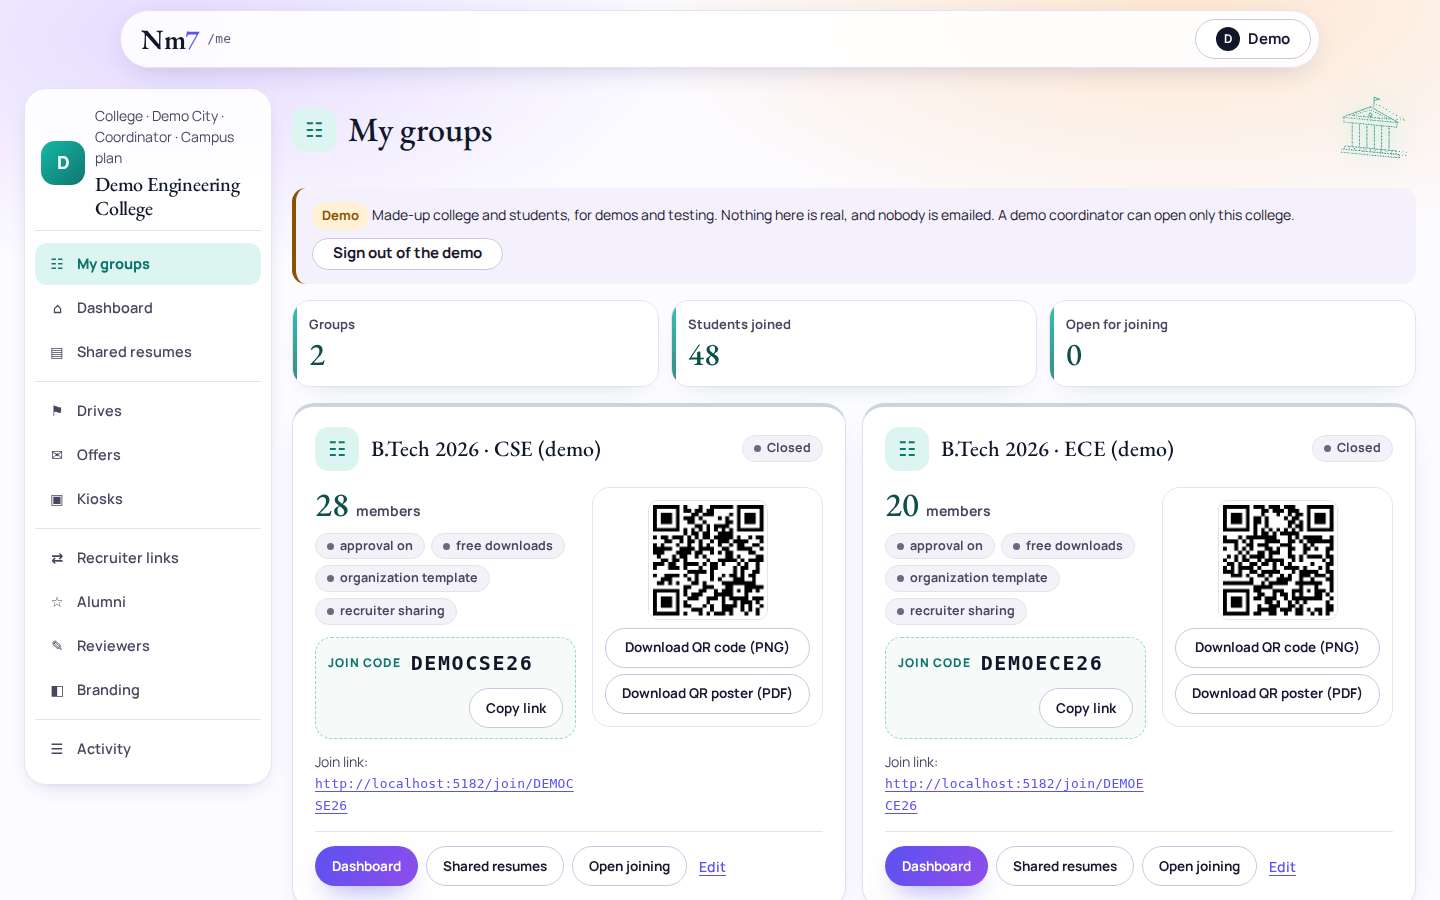 Nm7 /me
D Demo
College · Demo City ·
Coordinator · Campus
plan
D
Demo Engineering
College
My groups
Dashboard
Shared resumes
Drives
Offers
Kiosks
Recruiter links
Alumni
Reviewers
Branding
Activity
My groups
Demo Made-up college and students, for demos and testing. Nothing here is real, and nobody is emailed. A demo coordinator can open only this college.
Sign out of the demo
Groups
2
Students joined
48
Open for joining
0
B.Tech 2026 · CSE (demo)
Closed
28 members
approval on
free downloads
organization template
recruiter sharing
JOIN CODE DEMOCSE26
Copy link
Download QR code (PNG)
Download QR poster (PDF)
Join link:
http://localhost:5182/join/DEMOC
SE26
Dashboard
Shared resumes
Open joining
Edit
B.Tech 2026 · ECE (demo)
Closed
20 members
approval on
free downloads
organization template
recruiter sharing
JOIN CODE DEMOECE26
Copy link
Download QR code (PNG)
Download QR poster (PDF)
Join link:
http://localhost:5182/join/DEMOE
CE26
Dashboard
Shared resumes
Open joining
Edit